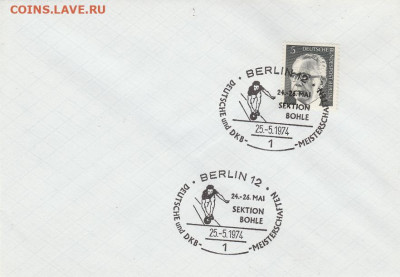 COINS.LAVE.RU
5
DEUTSCHE
BERLIN 12
24.-26. MAI
SEKTION
BOHLE
DEUTSCHE und DKB-
-MEISTERSCHAFTEN
25.-5.1974
1
BERLIN 12
24.-26. MAI
SEKTION
BOHLE
DEUTSCHE und DKB-
-MEISTERSCHAFTEN
25.-5.1974
1